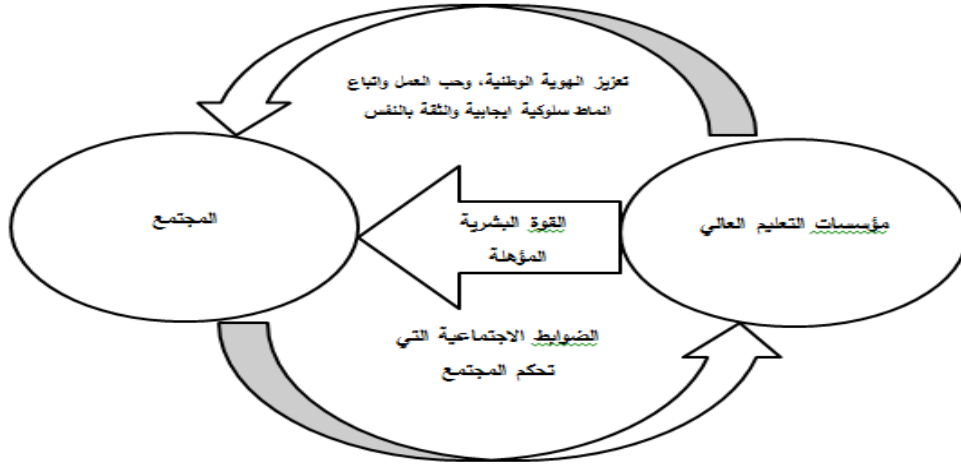 تعزيز الهوية الوطنية، وحب العمل واتباع
انماط سلوكية ايجابية والثقة بالنفس
مؤسسات التعليم العالي
القوة البشرية
المؤهلة
المجتمع
الضوابط الاجتماعية التي
تحكم المجتمع